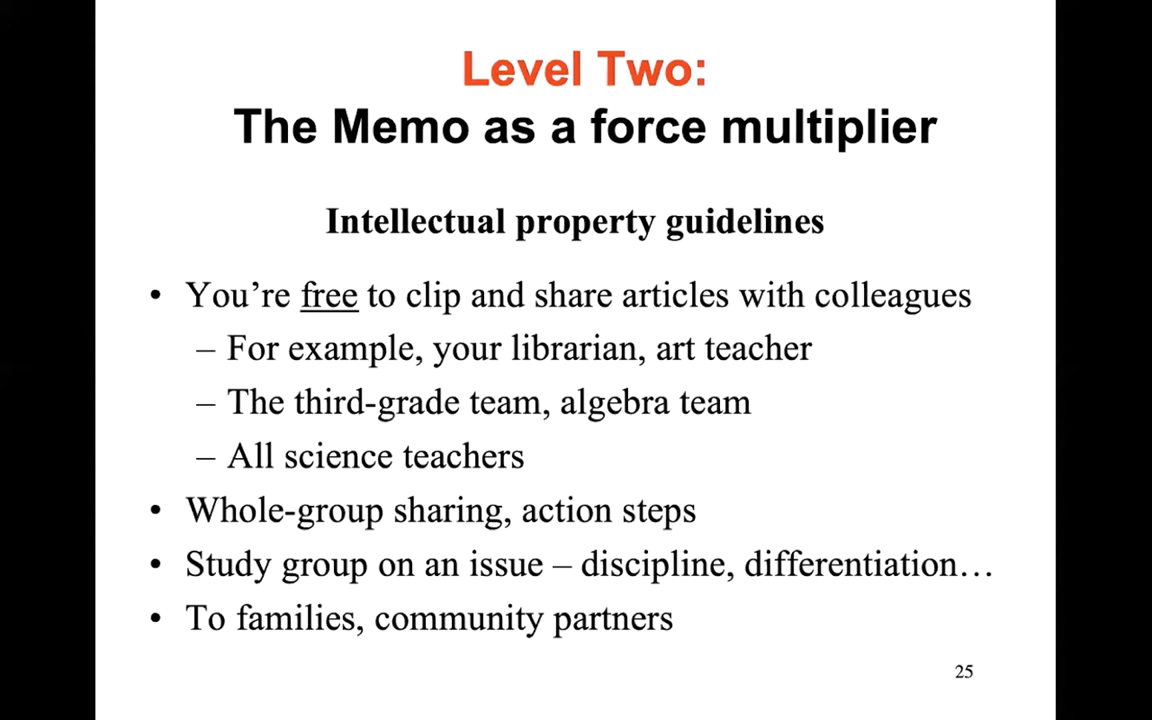 Level Two:
The Memo as a force multiplier
Intellectual property guidelines
• You’re free to clip and share articles with colleagues
– For example, your librarian, art teacher
– The third-grade team, algebra team
– All science teachers
• Whole-group sharing, action steps
• Study group on an issue – discipline, differentiation…
• To families, community partners
25